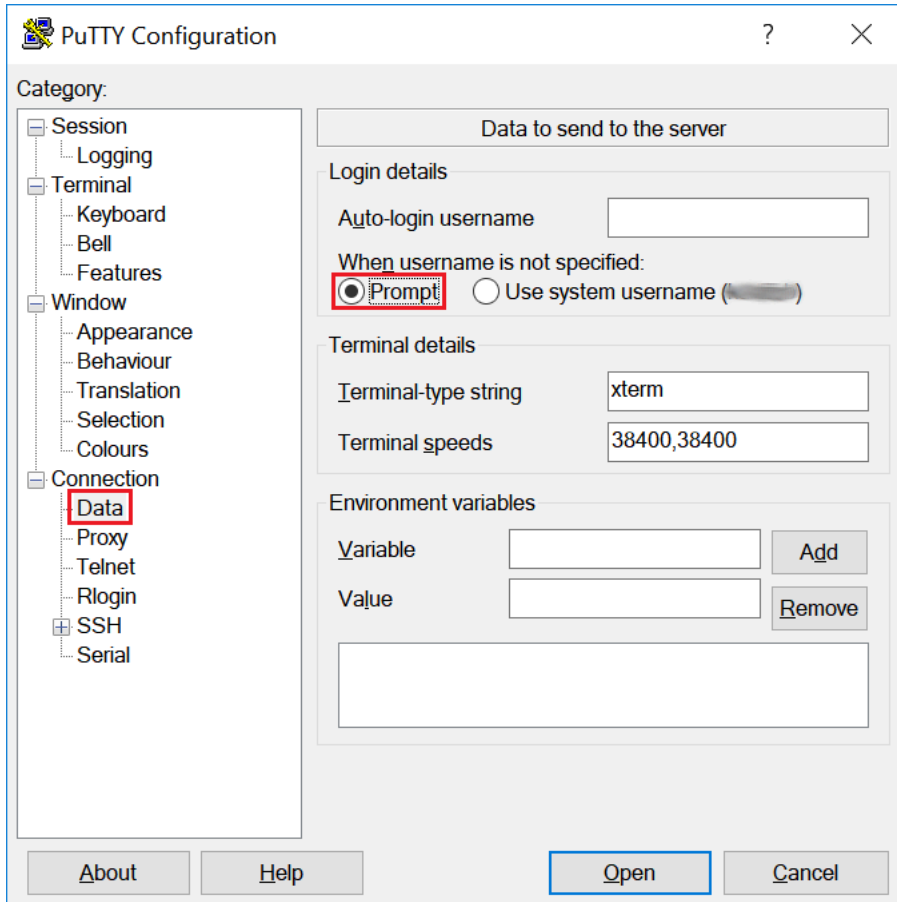 PuTTY Configuration
?
Category:
Session
Logging
Terminal
Keyboard
Bell
Features
Window
Appearance
Behaviour
Translation
Selection
Colours
Connection
Data
Proxy
Telnet
Rlogin
SSH
Serial
Data to send to the server
Login details
Auto-login username
When username is not specified:
Prompt Use system username ( )
Terminal details
Terminal-type string xterm
Terminal speeds 38400,38400
Environment variables
Variable Add
Value Remove
About Help Open Cancel